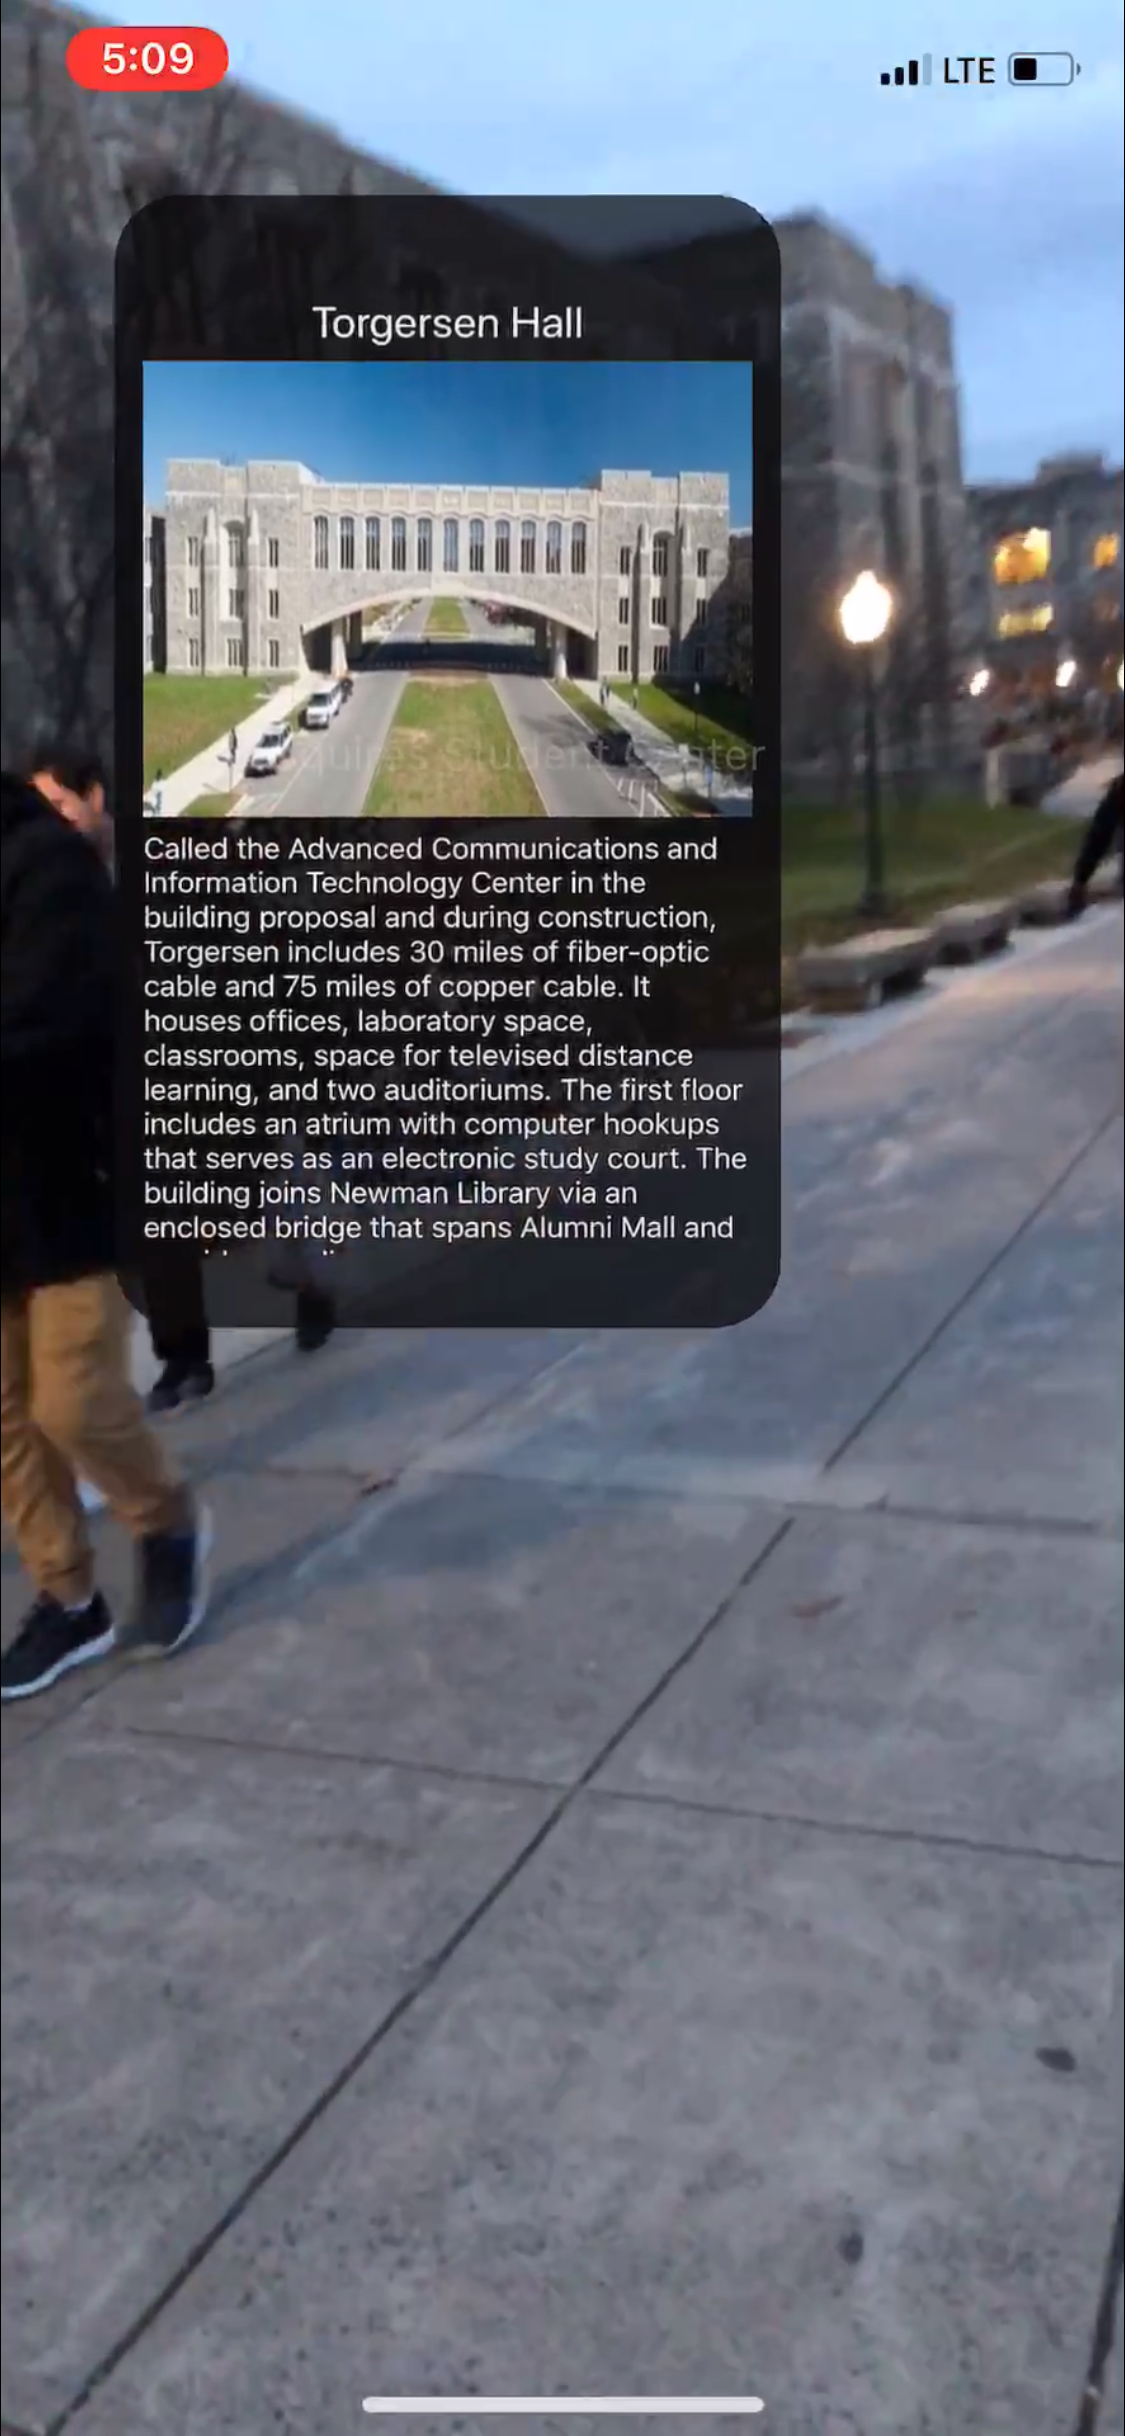 5:09
LTE
Torgersen Hall
Squires Student Center
Called the Advanced Communications and
Information Technology Center in the
building proposal and during construction,
Torgersen includes 30 miles of fiber-optic
cable and 75 miles of copper cable. It
houses offices, laboratory space,
classrooms, space for televised distance
learning, and two auditoriums. The first floor
includes an atrium with computer hookups
that serves as an electronic study court. The
building joins Newman Library via an
enclosed bridge that spans Alumni Mall and